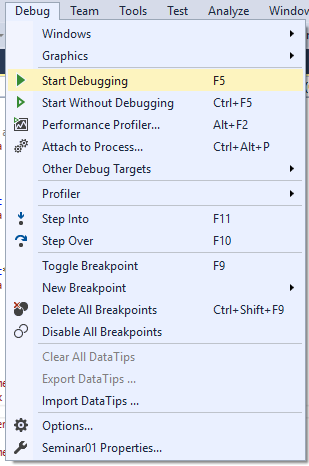 Debug Team Tools Test Analyze Window
Windows
Graphics
Start Debugging F5
Start Without Debugging Ctrl+F5
Performance Profiler... Alt+F2
Attach to Process... Ctrl+Alt+P
Other Debug Targets
Profiler
Step Into F11
Step Over F10
Toggle Breakpoint F9
New Breakpoint
Delete All Breakpoints Ctrl+Shift+F9
Disable All Breakpoints
Clear All DataTips
Export DataTips ...
Import DataTips ...
Options...
Seminar01 Properties...